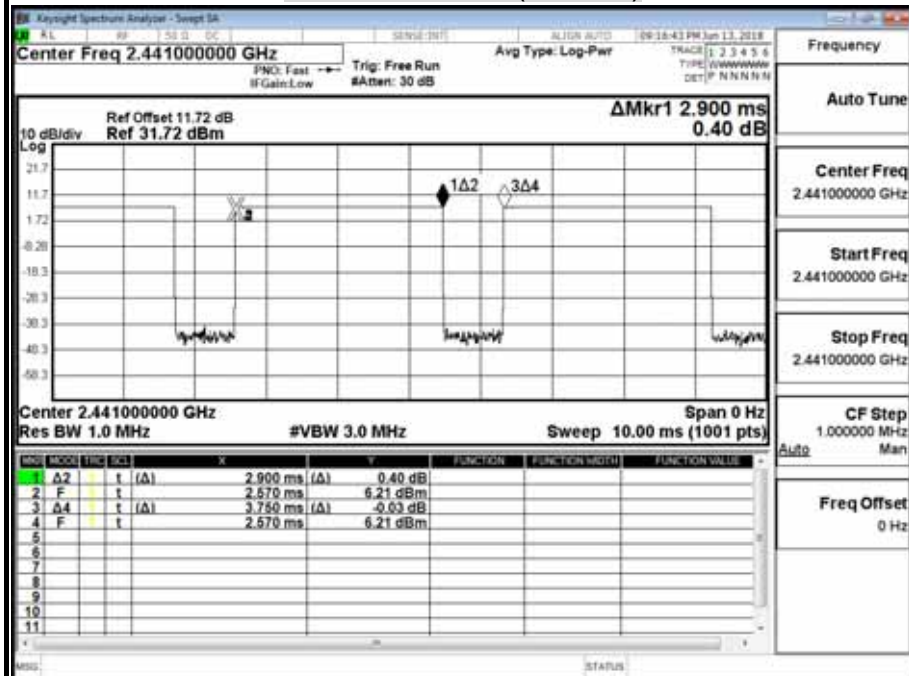 Keysight Spectrum Analyzer - Swept SA
RL RF 50 Ω DC SENSE:INT ALIGN AUTO 09:16:43 PM Jun 13, 2018
Center Freq 2.441000000 GHz
PNO: Fast
IFGain:Low
Trig: Free Run
#Atten: 30 dB
Avg Type: Log-Pwr
TRACE 1 2 3 4 5 6
TYPE WWWWWW
DET P N N N N N
Frequency
Auto Tune
Center Freq
2.441000000 GHz
Start Freq
2.441000000 GHz
Stop Freq
2.441000000 GHz
CF Step
1.000000 MHz
Auto Man
Freq Offset
0 Hz
ΔMkr1 2.900 ms
0.40 dB
Ref Offset 11.72 dB
10 dB/div Ref 31.72 dBm
Log
21.7
11.7
1.72
-8.28
-18.3
-28.3
-38.3
-48.3
-58.3
1Δ2
3Δ4
Center 2.441000000 GHz Span 0 Hz
Res BW 1.0 MHz #VBW 3.0 MHz Sweep 10.00 ms (1001 pts)
MKR MODE TRC SCL X Y FUNCTION FUNCTION WIDTH FUNCTION VALUE
1 Δ2 1 t (Δ) 2.900 ms (Δ) 0.40 dB
2 F 1 t 2.570 ms 6.21 dBm
3 Δ4 1 t (Δ) 3.750 ms (Δ) -0.03 dB
4 F 1 t 2.570 ms 6.21 dBm
5
6
7
8
9
10
11
MSG STATUS